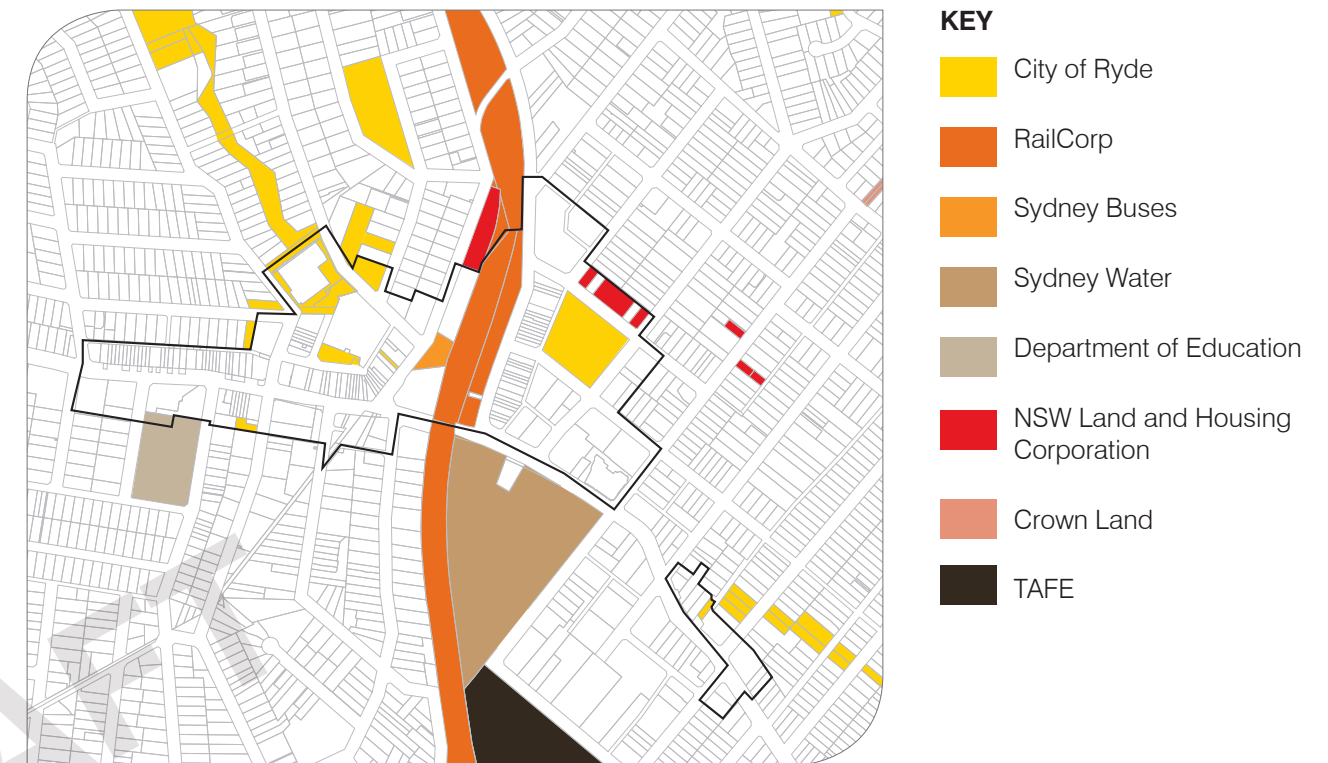 KEY
City of Ryde
RailCorp
Sydney Buses
Sydney Water
Department of Education
NSW Land and Housing
Corporation
Crown Land
TAFE